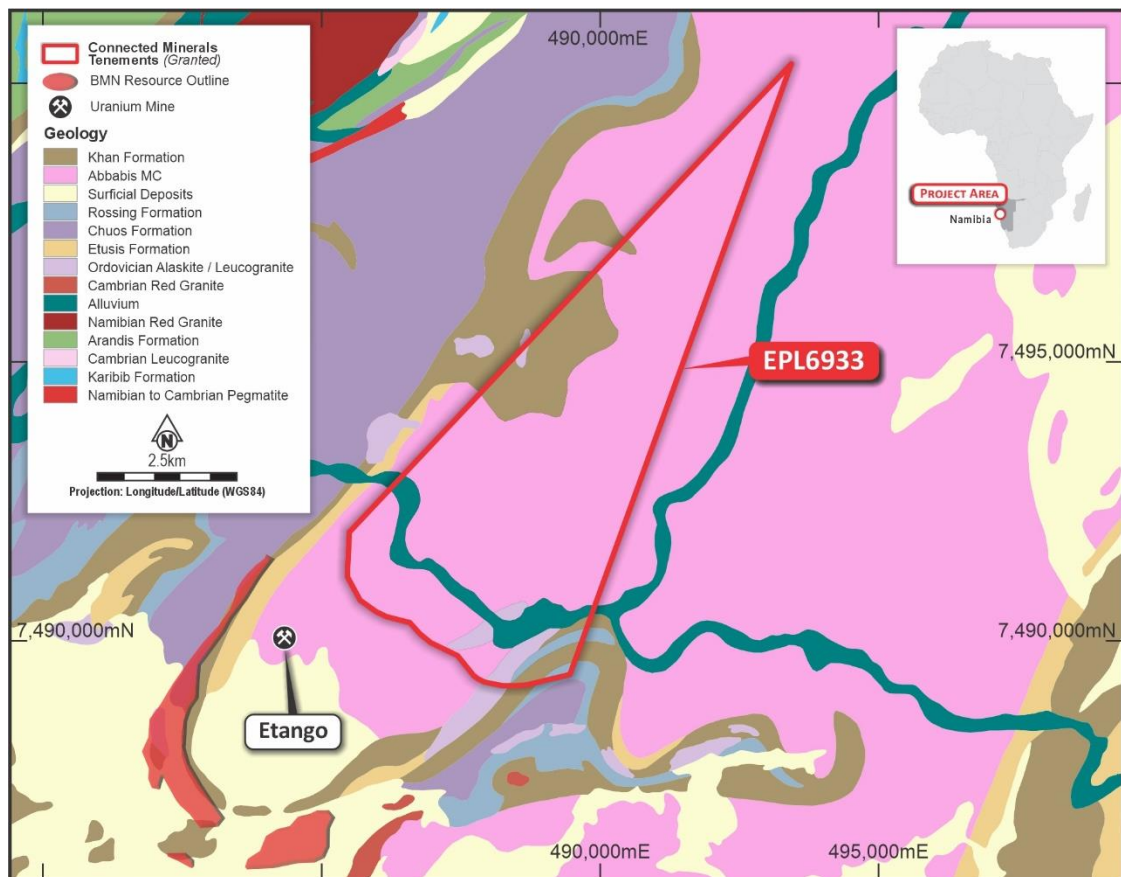 Connected Minerals
Tenements (Granted)
BMN Resource Outline
Uranium Mine
Geology
Khan Formation
Abbabis MC
Surficial Deposits
Rossing Formation
Chuos Formation
Etusis Formation
Ordovician Alaskite / Leucogranite
Cambrian Red Granite
Alluvium
Namibian Red Granite
Arandis Formation
Cambrian Leucogranite
Karibib Formation
Namibian to Cambrian Pegmatite
N
2.5km
Projection: Longitude/Latitude (WGS84)
490,000mE
PROJECT AREA
Namibia
7,495,000mN
EPL6933
7,490,000mN
7,490,000mN
Etango
490,000mE
495,000mE